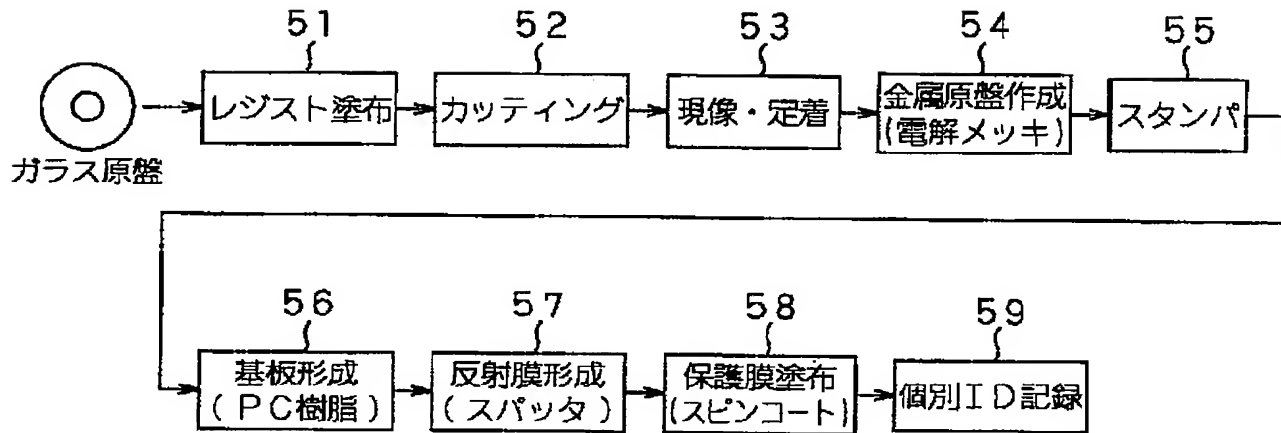 51
52
53
54
55
レジスト塗布
カッティング
現像・定着
金属原盤作成
(電解メッキ)
スタンパ
ガラス原盤
56
57
58
59
基板形成
(PC樹脂)
反射膜形成
(スパッタ)
保護膜塗布
(スピンコート)
個別ID記録